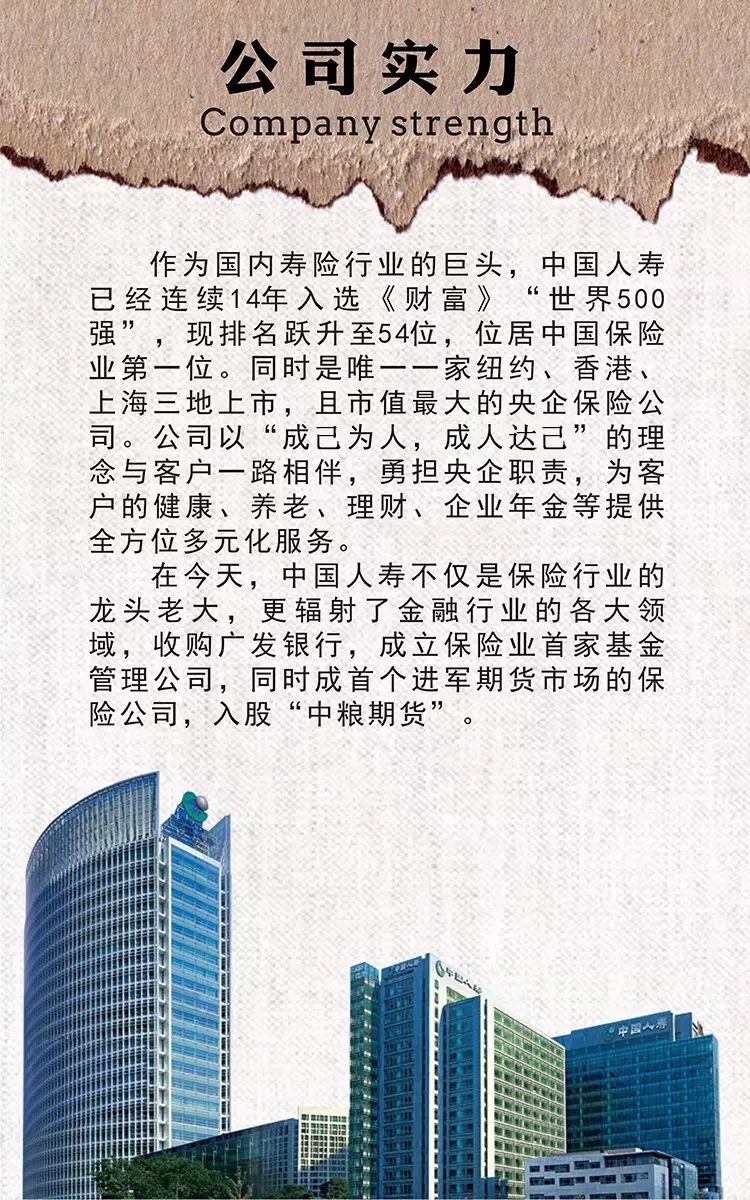 公司实力
Company strength
作为国内寿险行业的巨头，中国人寿
已经连续14年入选《财富》“世界500
强”，现排名跃升至54位，位居中国保险
业第一位。同时是唯一一家纽约、香港、
上海三地上市，且市值最大的央企保险公
司。公司以“成己为人，成人达己”的理
念与客户一路相伴，勇担央企职责，为客
户的健康、养老、理财、企业年金等提供
全方位多元化服务。
在今天，中国人寿不仅是保险行业的
龙头老大，更辐射了金融行业的各大领
域，收购广发银行，成立保险业首家基金
管理公司，同时成首个进军期货市场的保
险公司，入股“中粮期货”。
中国人寿
中国人寿
中国人寿